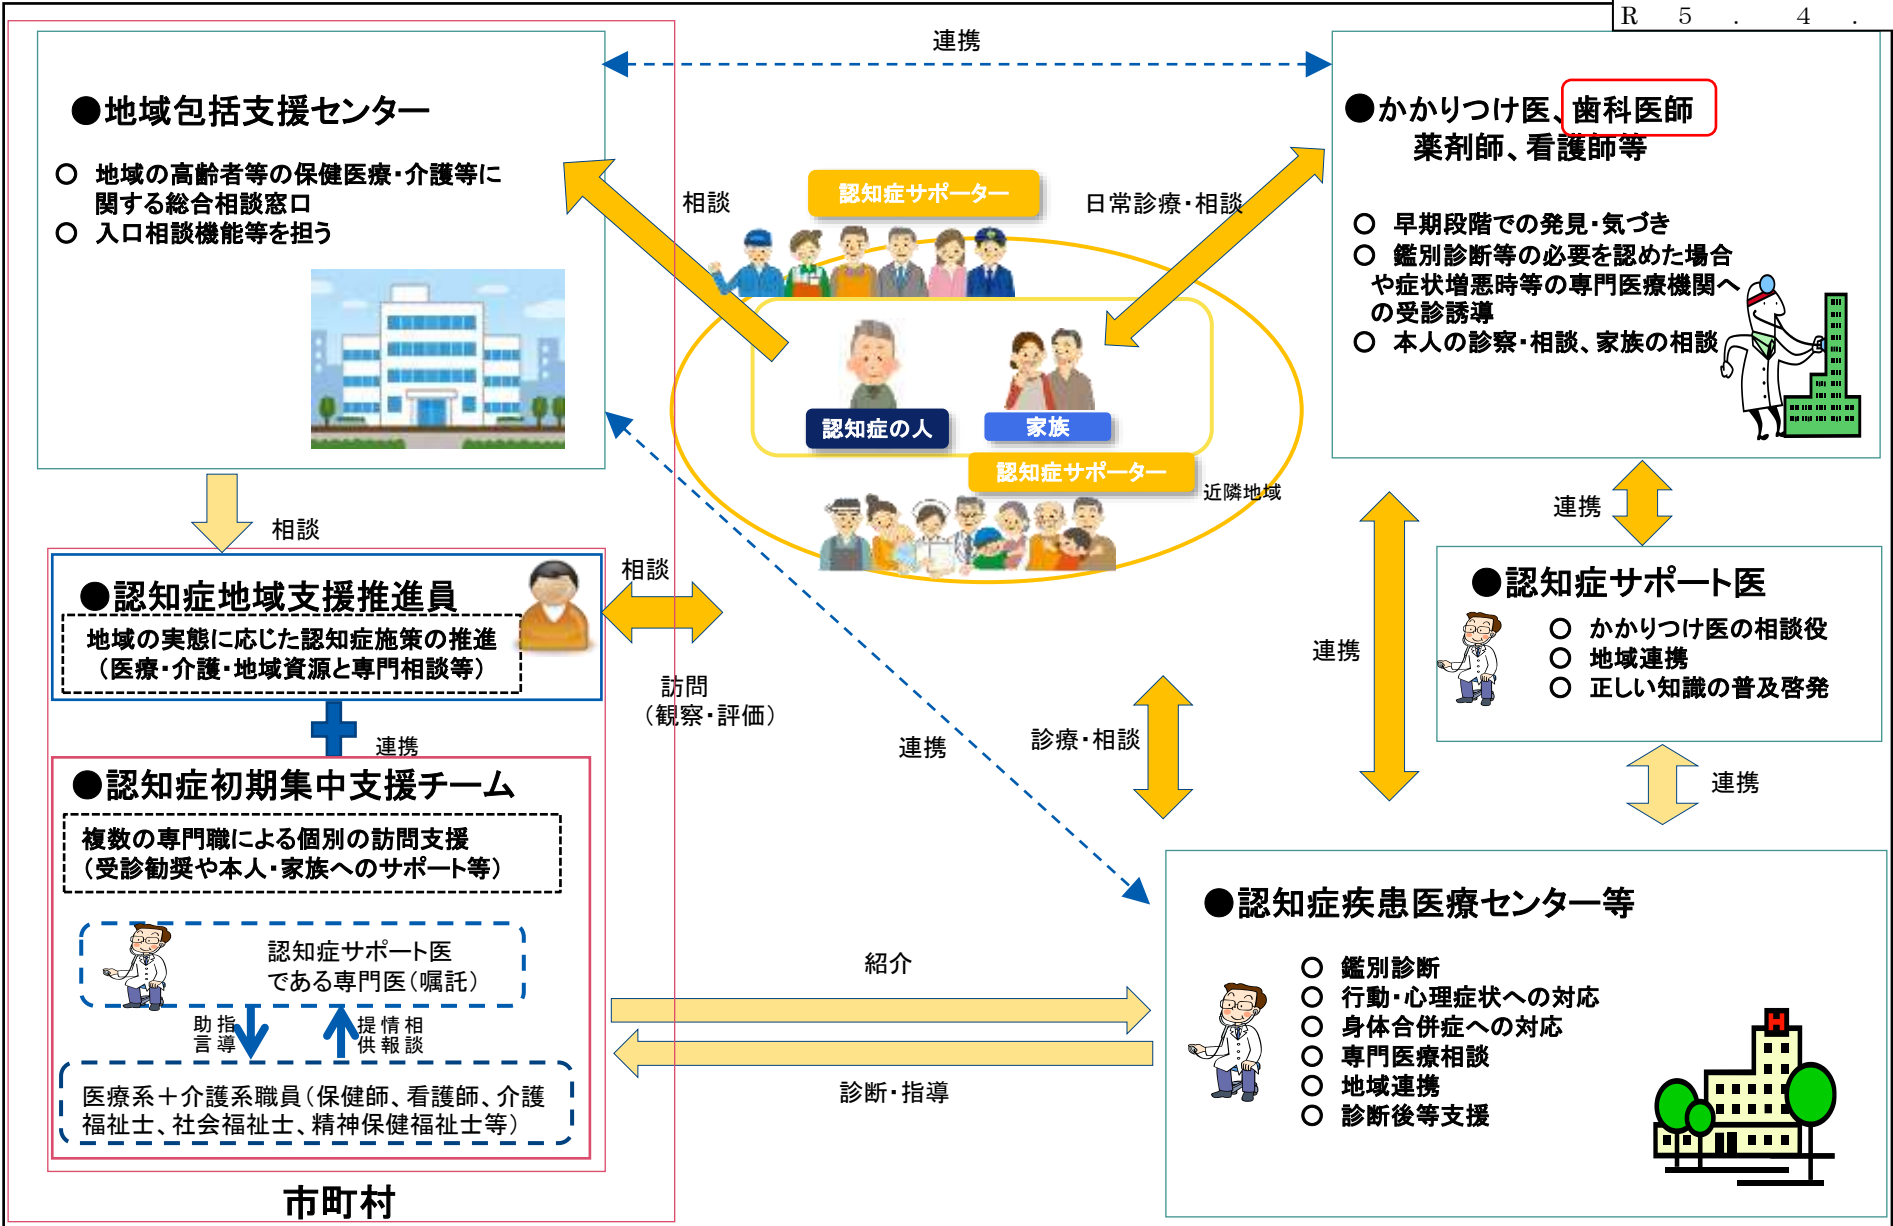 R 5 . 4 .
連携
●地域包括支援センター
○ 地域の高齢者等の保健医療・介護等に
関する総合相談窓口
○ 入口相談機能等を担う
相談
認知症サポーター
日常診療・相談
認知症の人
家族
認知症サポーター
近隣地域
●かかりつけ医、歯科医師
薬剤師、看護師等
○ 早期段階での発見・気づき
○ 鑑別診断等の必要を認めた場合
や症状増悪時等の専門医療機関へ
の受診誘導
○ 本人の診察・相談、家族の相談
連携
相談
●認知症地域支援推進員
地域の実態に応じた認知症施策の推進
（医療・介護・地域資源と専門相談等）
相談
訪問
（観察・評価）
連携
●認知症サポート医
○ かかりつけ医の相談役
○ 地域連携
○ 正しい知識の普及啓発
連携
連携
診療・相談
連携
●認知症初期集中支援チーム
複数の専門職による個別の訪問支援
（受診勧奨や本人・家族へのサポート等）
認知症サポート医
である専門医（嘱託）
指導
助言
相談
情報
提供
医療系＋介護系職員（保健師、看護師、介護
福祉士、社会福祉士、精神保健福祉士等）
市町村
紹介
診断・指導
●認知症疾患医療センター等
○ 鑑別診断
○ 行動・心理症状への対応
○ 身体合併症への対応
○ 専門医療相談
○ 地域連携
○ 診断後等支援
H